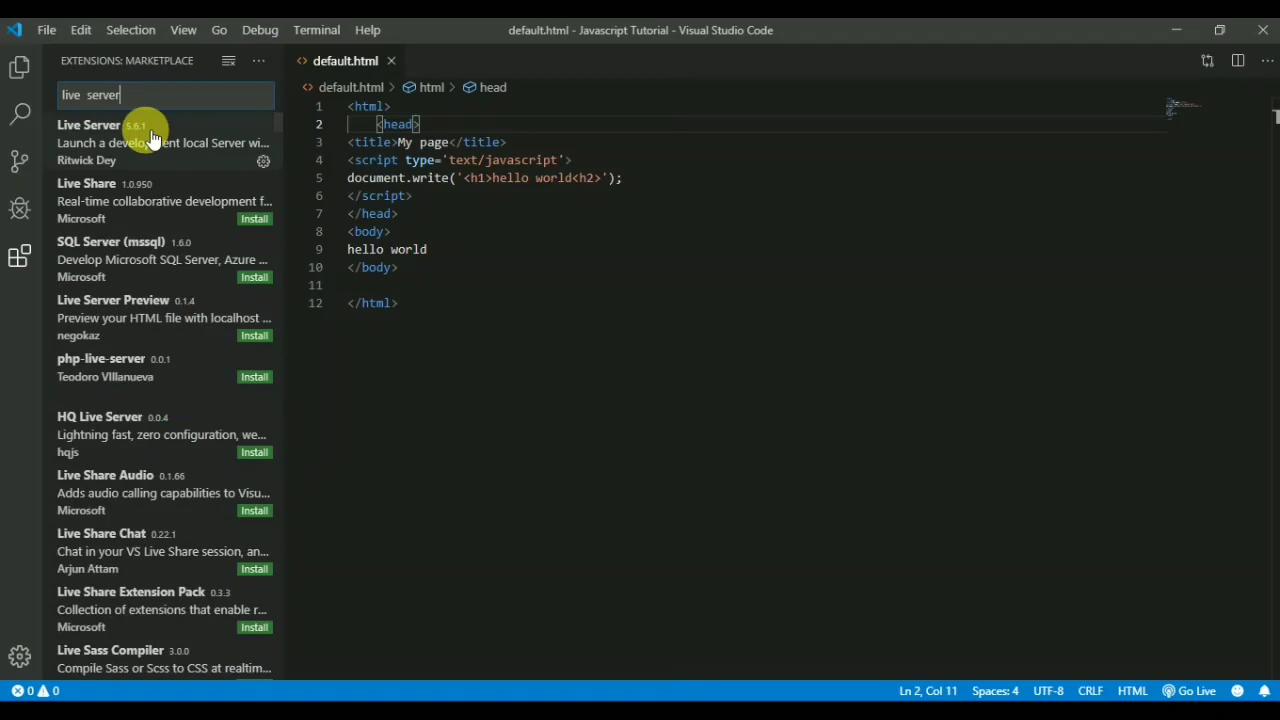 File Edit Selection View Go Debug Terminal Help
default.html - Javascript Tutorial - Visual Studio Code
EXTENSIONS: MARKETPLACE
live  server
Live Server 5.6.1
Launch a develo ent local Server wi...
Ritwick Dey
Live Share 1.0.950
Real-time collaborative development f...
Microsoft Install
SQL Server (mssql) 1.6.0
Develop Microsoft SQL Server, Azure ...
Microsoft Install
Live Server Preview 0.1.4
Preview your HTML file with localhost ...
negokaz Install
php-live-server 0.0.1
Teodoro VIllanueva Install
HQ Live Server 0.0.4
Lightning fast, zero configuration, we...
hqjs Install
Live Share Audio 0.1.66
Adds audio calling capabilities to Visu...
Microsoft Install
Live Share Chat 0.22.1
Chat in your VS Live Share session, an...
Arjun Attam Install
Live Share Extension Pack 0.3.3
Collection of extensions that enable r...
Microsoft Install
Live Sass Compiler 3.0.0
Compile Sass or Scss to CSS at realtim...
default.html
default.html > html > head
1 <html>
2 <head>
3 <title>My page</title>
4 <script type='text/javascript'>
5 document.write('<h1>hello world<h2>');
6 </script>
7 </head>
8 <body>
9 hello world
10 </body>
11
12 </html>
0 0 Ln 2, Col 11 Spaces: 4 UTF-8 CRLF HTML Go Live